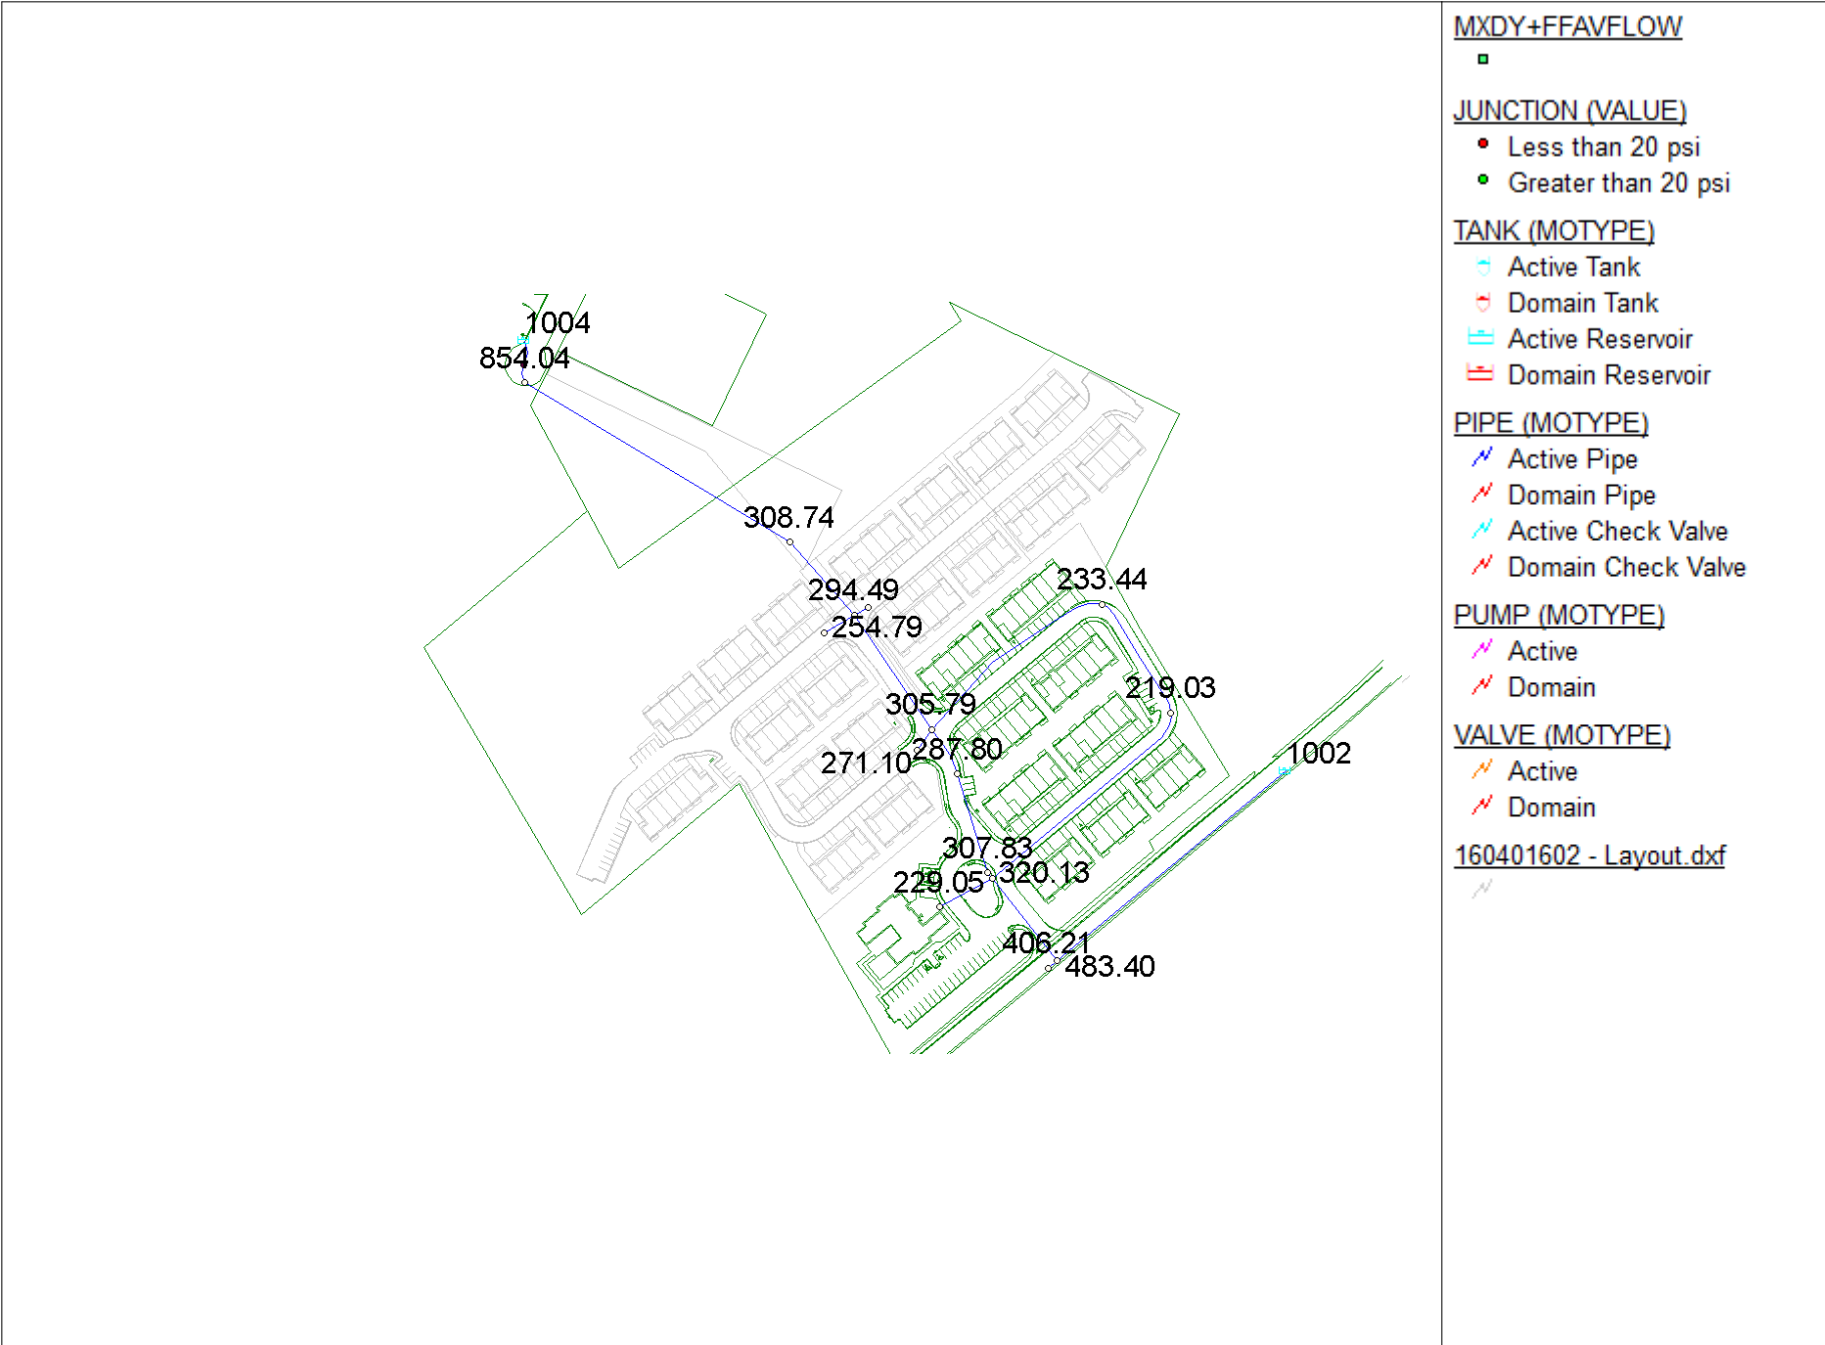 1004
854.04
308.74
294.49
254.79
233.44
219.03
305.79
287.80
271.10
1002
307.83
320.13
229.05
406.21
483.40
MXDY+FFAVFLOW
JUNCTION (VALUE)
Less than 20 psi
Greater than 20 psi
TANK (MOTYPE)
Active Tank
Domain Tank
Active Reservoir
Domain Reservoir
PIPE (MOTYPE)
Active Pipe
Domain Pipe
Active Check Valve
Domain Check Valve
PUMP (MOTYPE)
Active
Domain
VALVE (MOTYPE)
Active
Domain
160401602 - Layout.dxf